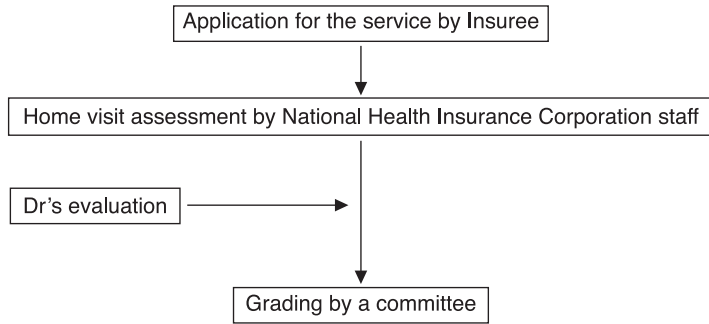 Application for the service by Insuree
Home visit assessment by National Health Insurance Corporation staff
Dr's evaluation
Grading by a committee